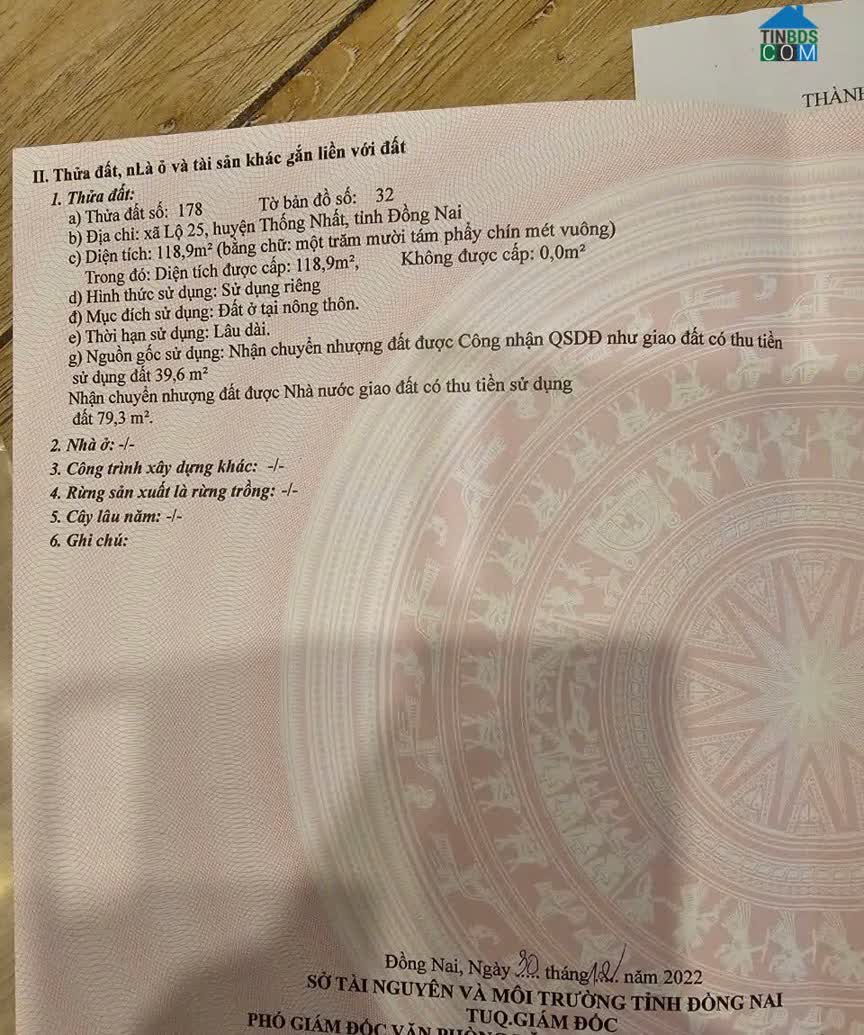 TINBDS
COM
THÀNH
II. Thửa đất, nLà ỏ và tài sản khác gắn liền với đất
1. Thửa đất:
a) Thửa đất số: 178 Tờ bản đồ số: 32
b) Địa chỉ: xã Lộ 25, huyện Thống Nhất, tỉnh Đồng Nai
c) Diện tích: 118,9m² (bằng chữ: một trăm mười tám phẩy chín mét vuông)
Trong đó: Diện tích được cấp: 118,9m², Không được cấp: 0,0m²
d) Hình thức sử dụng: Sử dụng riêng
đ) Mục đích sử dụng: Đất ở tại nông thôn.
e) Thời hạn sử dụng: Lâu dài.
g) Nguồn gốc sử dụng: Nhận chuyển nhượng đất được Công nhận QSDĐ như giao đất có thu tiền
sử dụng đất 39,6 m²
Nhận chuyển nhượng đất được Nhà nước giao đất có thu tiền sử dụng
đất 79,3 m².
2. Nhà ở: -/-
3. Công trình xây dựng khác: -/-
4. Rừng sản xuất là rừng trồng: -/-
5. Cây lâu năm: -/-
6. Ghi chú:
Đồng Nai, Ngày 30 tháng 12 năm 2022
SỞ TÀI NGUYÊN VÀ MÔI TRƯỜNG TỈNH ĐỒNG NAI
TUQ.GIÁM ĐỐC
PHÓ GIÁM ĐỐC VĂN PHÒNG